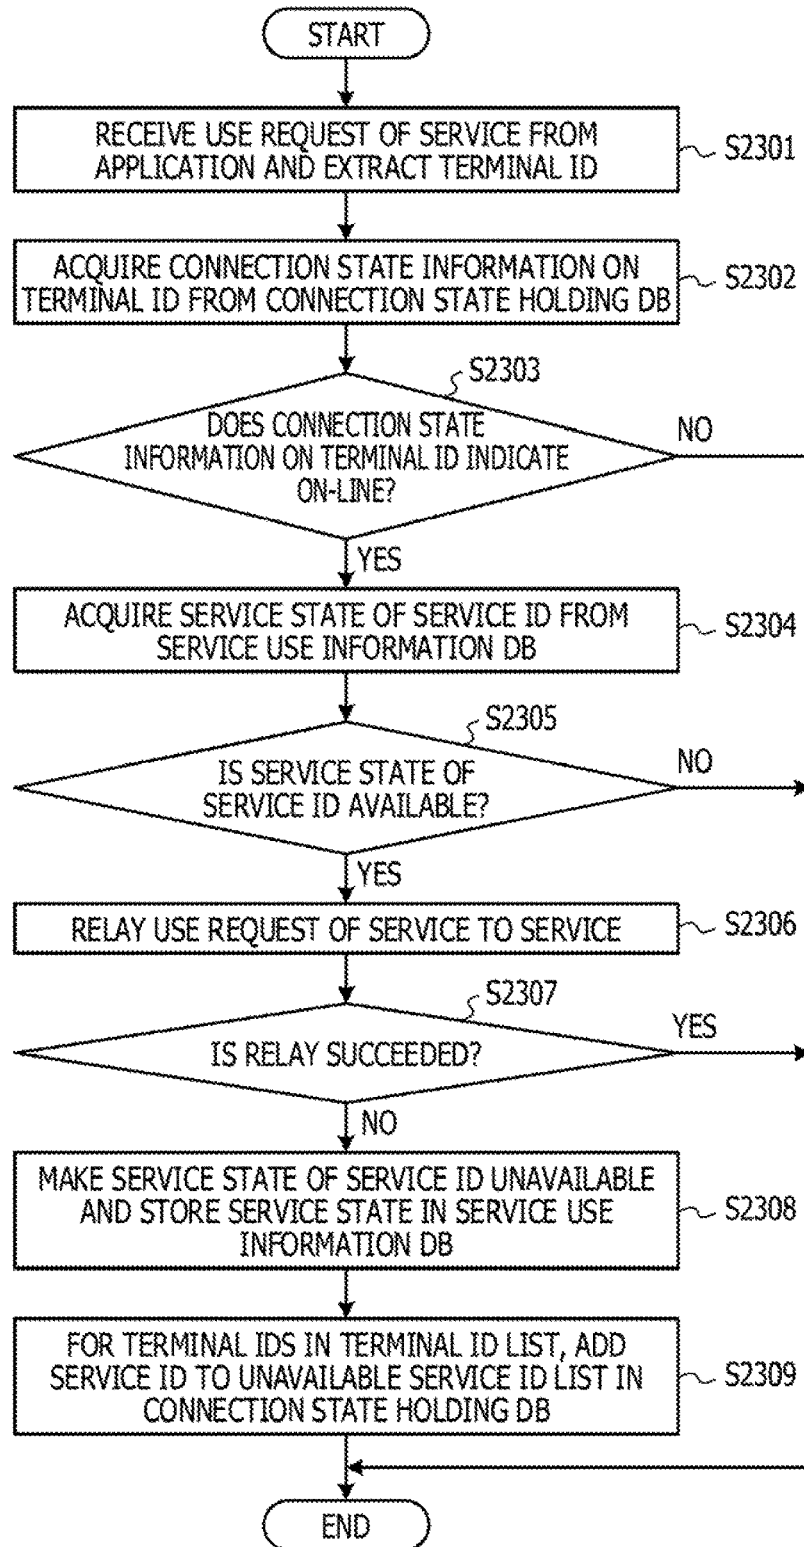 START
RECEIVE USE REQUEST OF SERVICE FROM
APPLICATION AND EXTRACT TERMINAL ID
S2301
ACQUIRE CONNECTION STATE INFORMATION ON
TERMINAL ID FROM CONNECTION STATE HOLDING DB
S2302
S2303
DOES CONNECTION STATE
INFORMATION ON TERMINAL ID INDICATE
ON-LINE?
NO
YES
ACQUIRE SERVICE STATE OF SERVICE ID FROM
SERVICE USE INFORMATION DB
S2304
S2305
IS SERVICE STATE OF
SERVICE ID AVAILABLE?
NO
YES
RELAY USE REQUEST OF SERVICE TO SERVICE
S2306
S2307
IS RELAY SUCCEEDED?
YES
NO
MAKE SERVICE STATE OF SERVICE ID UNAVAILABLE
AND STORE SERVICE STATE IN SERVICE USE
INFORMATION DB
S2308
FOR TERMINAL IDS IN TERMINAL ID LIST, ADD
SERVICE ID TO UNAVAILABLE SERVICE ID LIST IN
CONNECTION STATE HOLDING DB
S2309
END